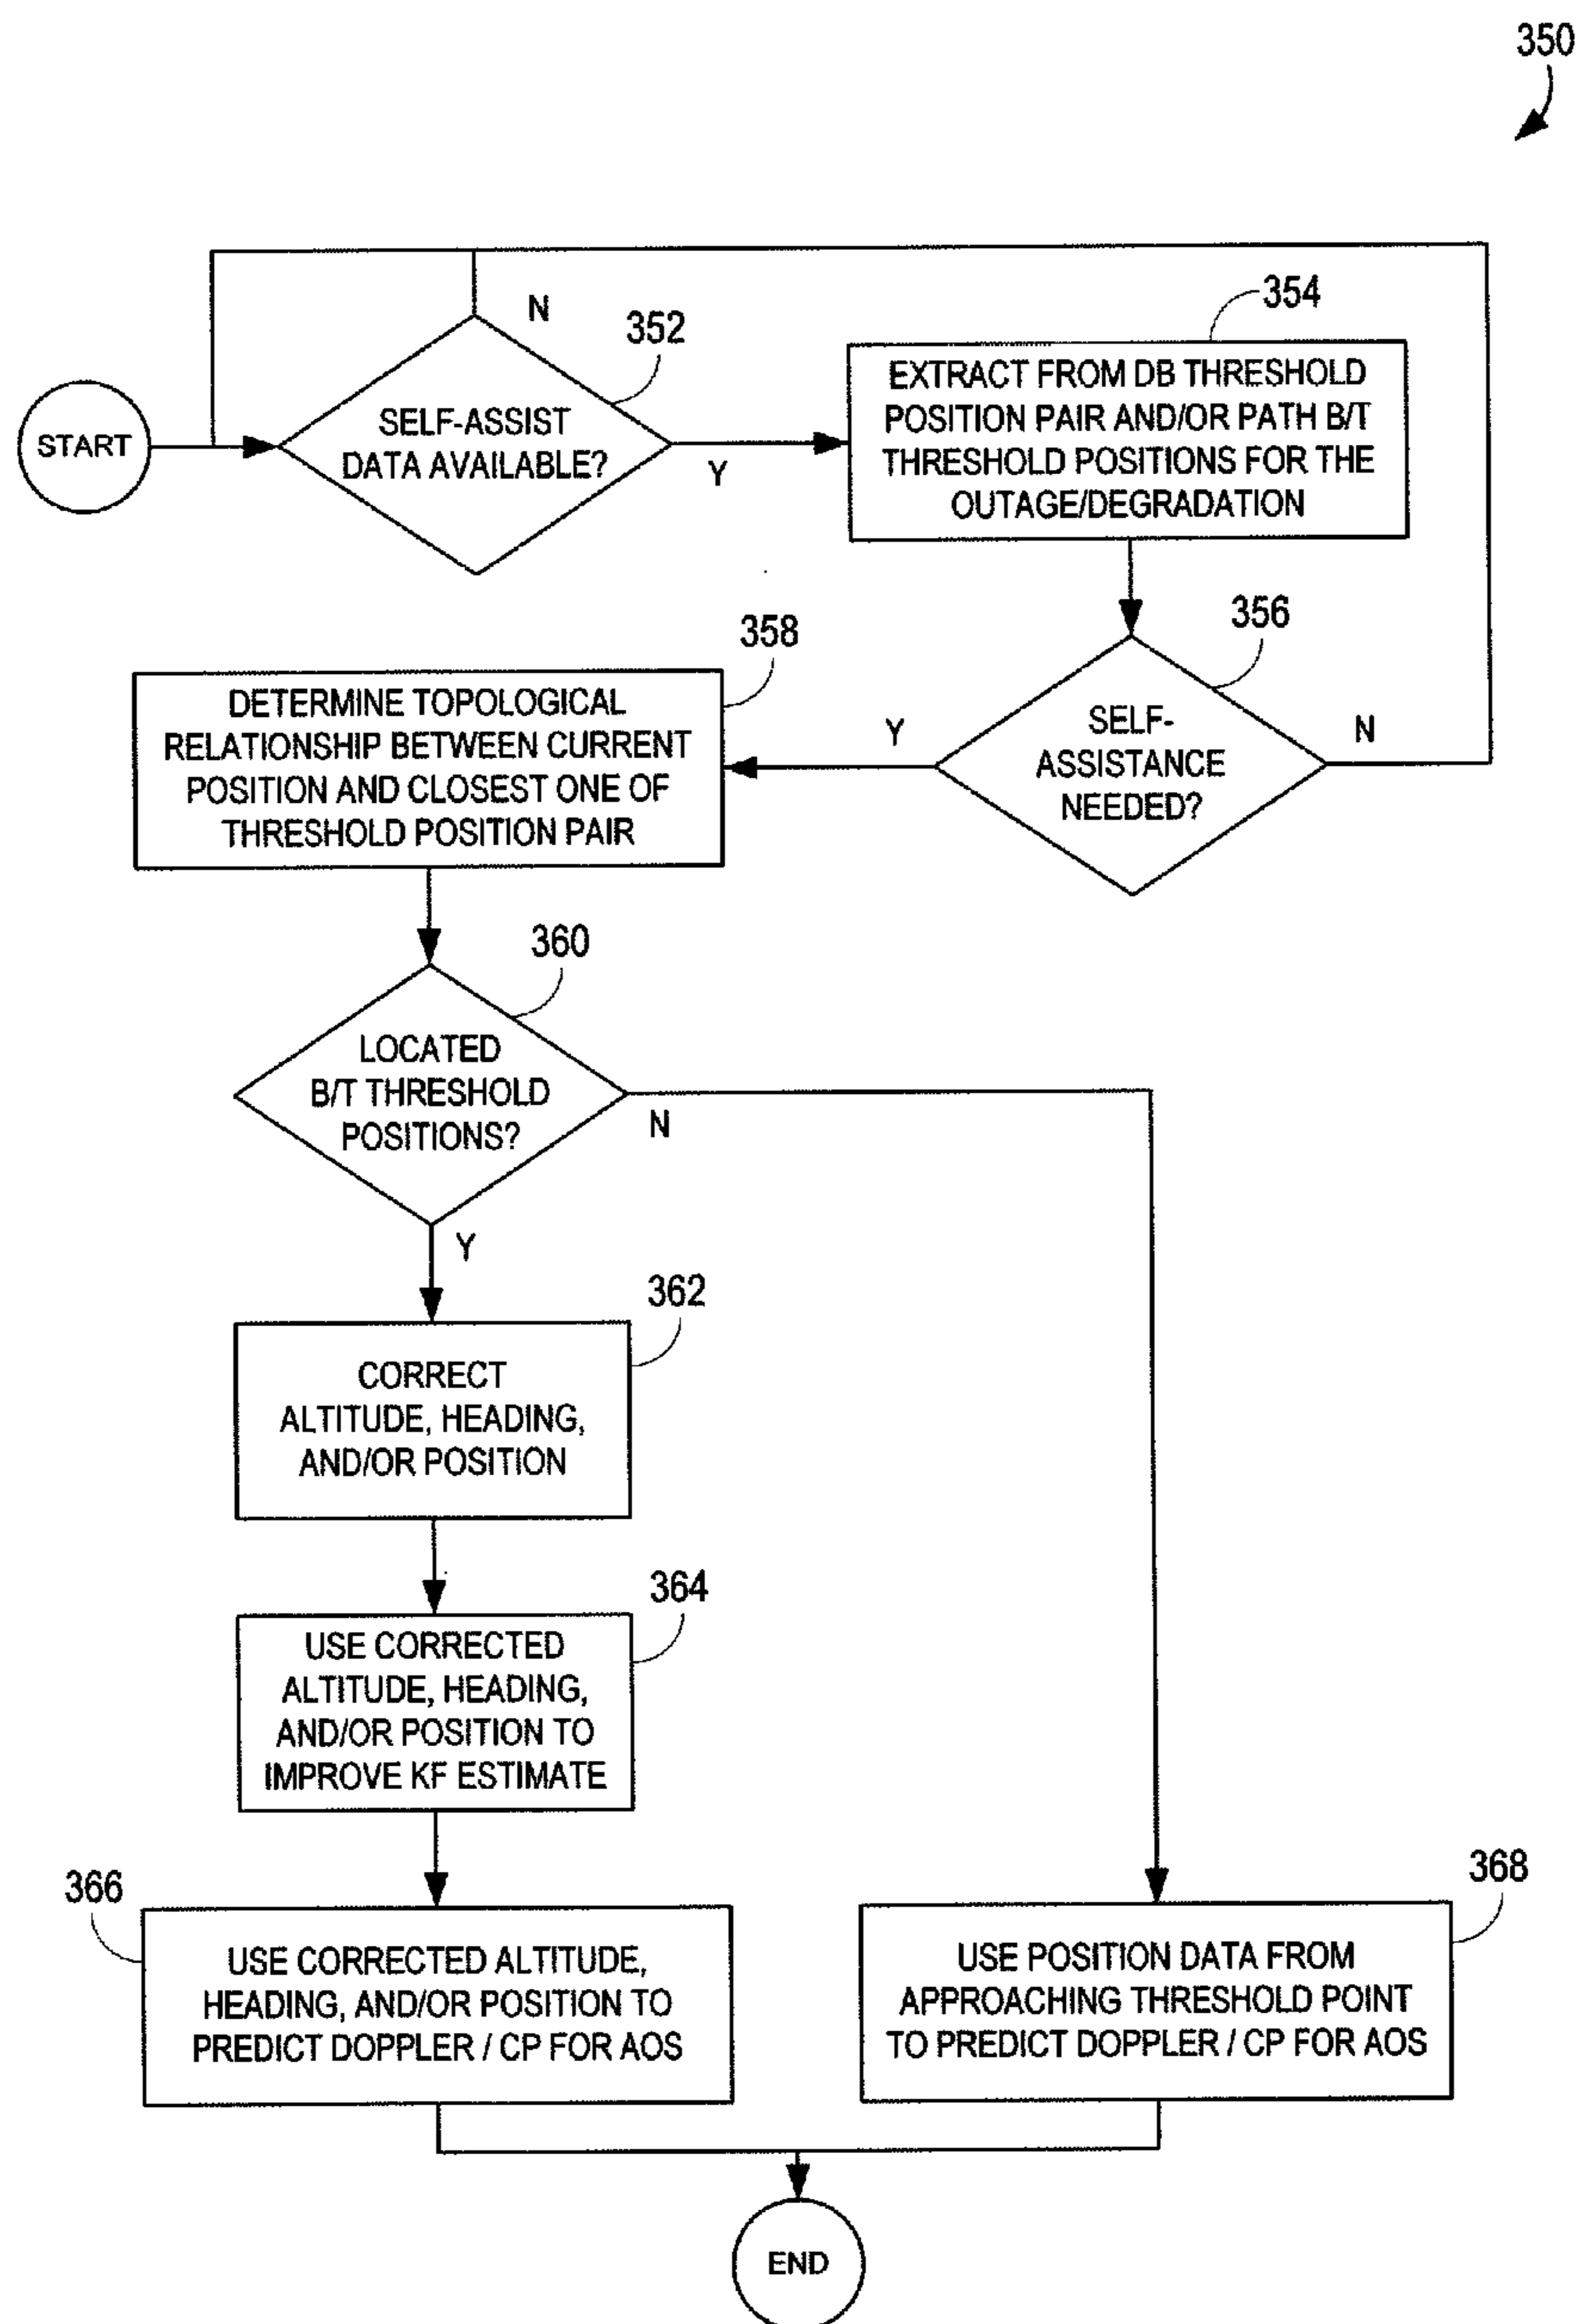 350
N
352
354
START
SELF-ASSIST
DATA AVAILABLE?
Y
EXTRACT FROM DB THRESHOLD
POSITION PAIR AND/OR PATH B/T
THRESHOLD POSITIONS FOR THE
OUTAGE/DEGRADATION
356
358
DETERMINE TOPOLOGICAL
RELATIONSHIP BETWEEN CURRENT
POSITION AND CLOSEST ONE OF
THRESHOLD POSITION PAIR
Y
SELF-
ASSISTANCE
NEEDED?
N
360
LOCATED
B/T THRESHOLD
POSITIONS?
N
Y
362
CORRECT
ALTITUDE, HEADING,
AND/OR POSITION
364
USE CORRECTED
ALTITUDE, HEADING,
AND/OR POSITION TO
IMPROVE KF ESTIMATE
366
368
USE CORRECTED ALTITUDE,
HEADING, AND/OR POSITION TO
PREDICT DOPPLER / CP FOR AOS
USE POSITION DATA FROM
APPROACHING THRESHOLD POINT
TO PREDICT DOPPLER / CP FOR AOS
END